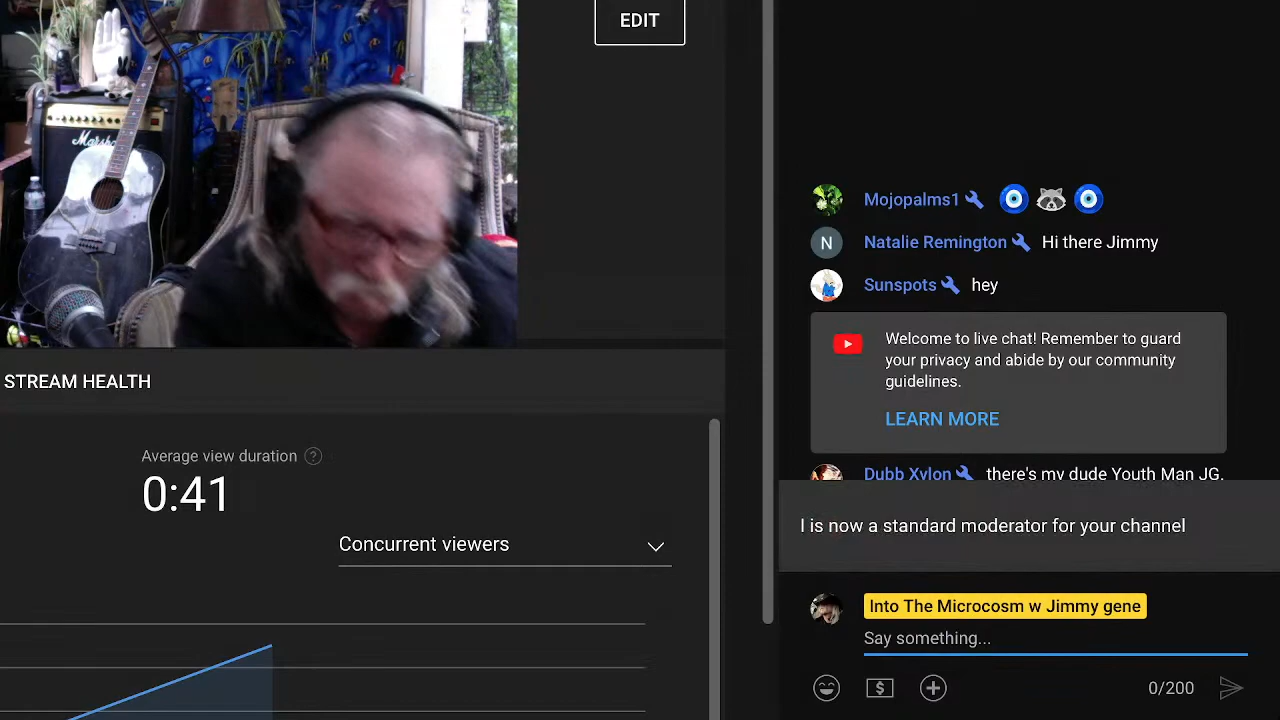 EDIT
Marsha
STREAM HEALTH
Average view duration ?
0:41
Concurrent viewers
Mojopalms1
N Natalie Remington Hi there Jimmy
Sunspots hey
Welcome to live chat! Remember to guard
your privacy and abide by our community
guidelines.
LEARN MORE
Dubb Xylon there's my dude Youth Man JG.
I is now a standard moderator for your channel
Into The Microcosm w Jimmy gene
Say something...
$ 0/200